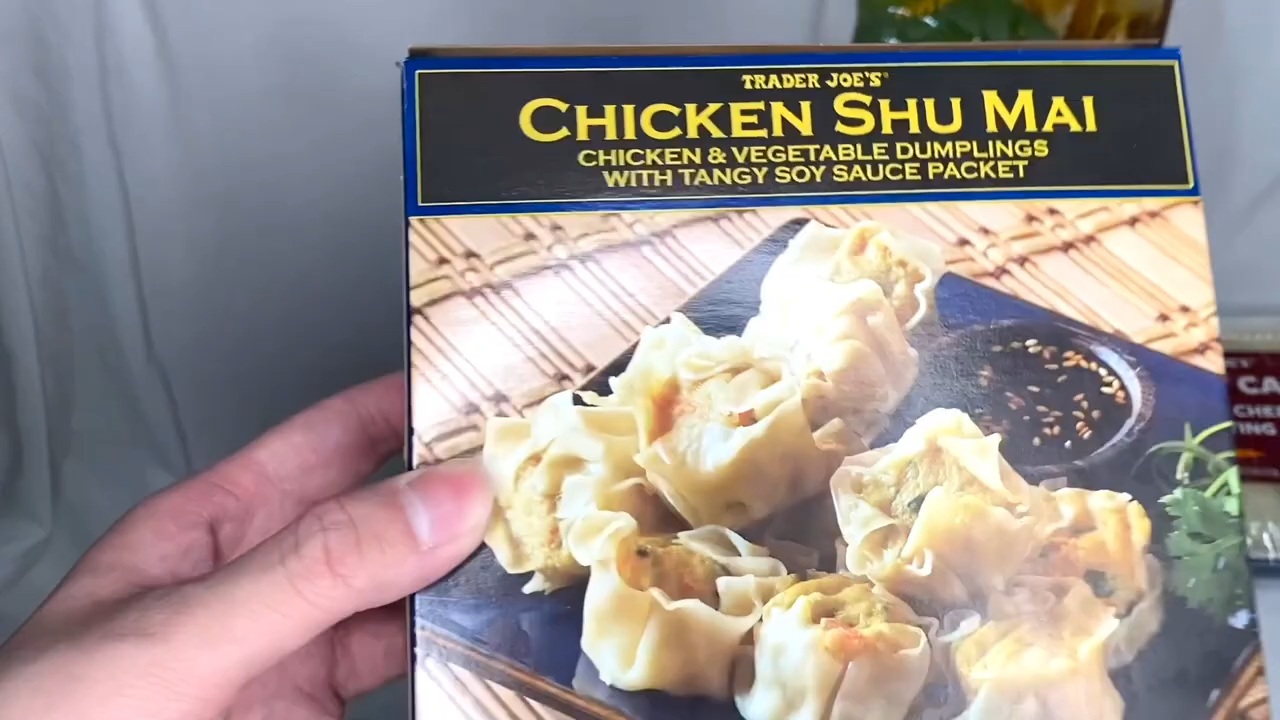 TRADER JOE'S
CHICKEN SHU MAI
CHICKEN & VEGETABLE DUMPLINGS
WITH TANGY SOY SAUCE PACKET